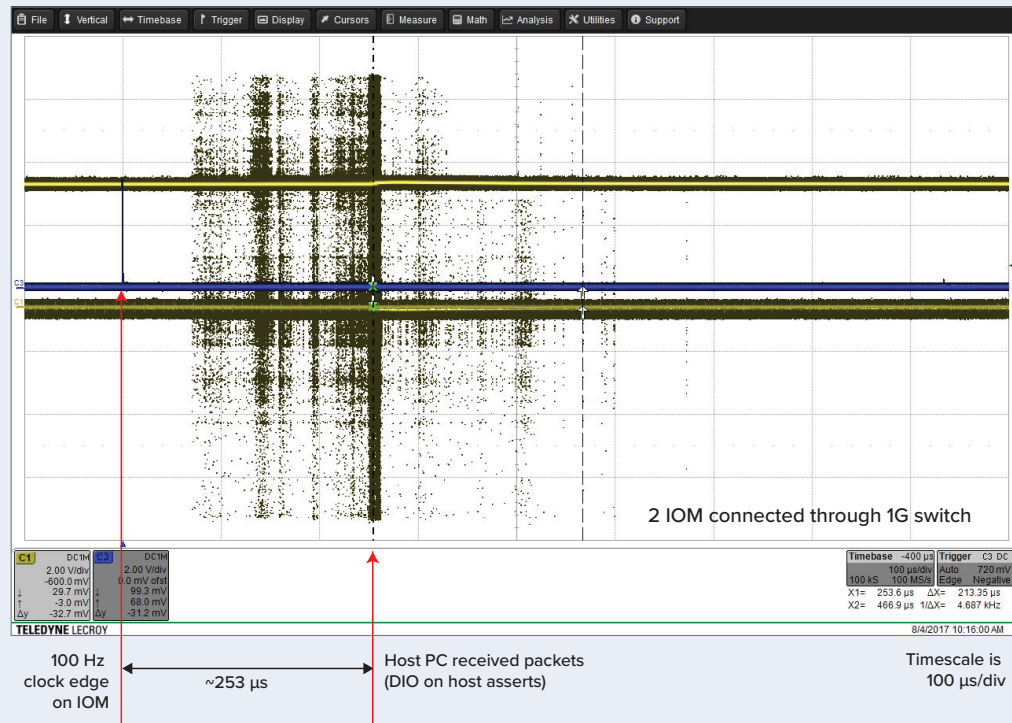 File Vertical Timebase Trigger Display Cursors Measure Math Analysis Utilities Support
C3
C1
2 IOM connected through 1G switch
C1 DC1M
2.00 V/div
-600.0 mV
↓ 29.7 mV
↑ -3.0 mV
Δy -32.7 mV
C3 DC1M
2.00 V/div
0.0 mV ofst
↓ 99.3 mV
↑ 68.0 mV
Δy -31.2 mV
Timebase -400 µs
100 µs/div
100 kS 100 MS/s
Trigger C3 DC
Auto 720 mV
Edge Negative
X1= 253.6 µs ΔX= 213.35 µs
X2= 466.9 µs 1/ΔX= 4.687 kHz
TELEDYNE LECROY
8/4/2017 10:16:00 AM
100 Hz
clock edge
on IOM
~253 µs
Host PC received packets
(DIO on host asserts)
Timescale is
100 µs/div